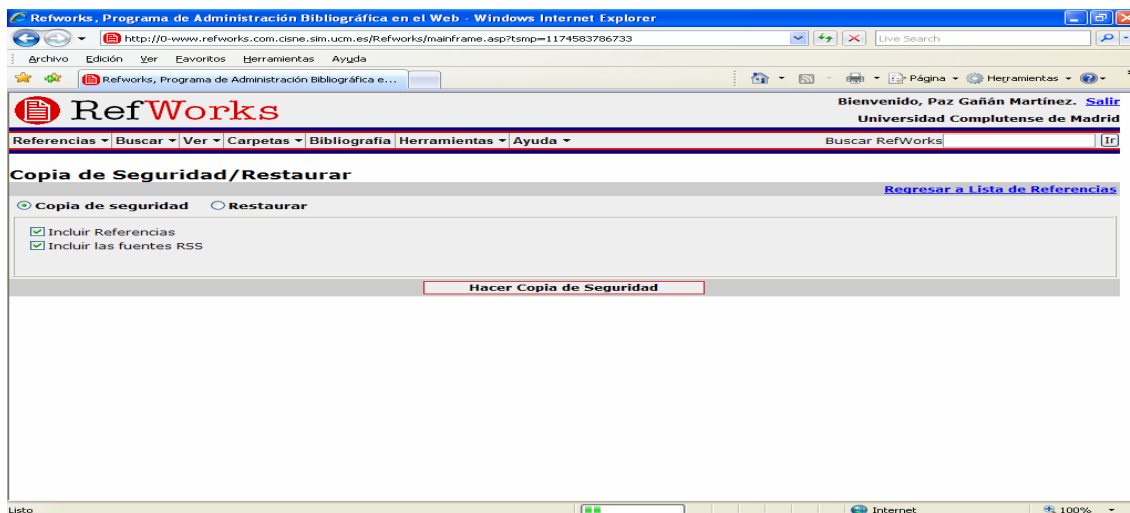 Refworks, Programa de Administración Bibliográfica en el Web - Windows Internet Explorer
http://0-www.refworks.com.cisne.sim.ucm.es/Refworks/mainframe.asp?tsmp=1174583786733
Live Search
Archivo Edición Ver Favoritos Herramientas Ayuda
Refworks, Programa de Administración Bibliográfica e...
Página Herramientas
RefWorks
Bienvenido, Paz Gañán Martínez. Salir
Universidad Complutense de Madrid
Referencias Buscar Ver Carpetas Bibliografía Herramientas Ayuda
Buscar RefWorks Ir
Copia de Seguridad/Restaurar
Regresar a Lista de Referencias
Copia de seguridad Restaurar
Incluir Referencias
Incluir las fuentes RSS
Hacer Copia de Seguridad
Listo Internet 100%